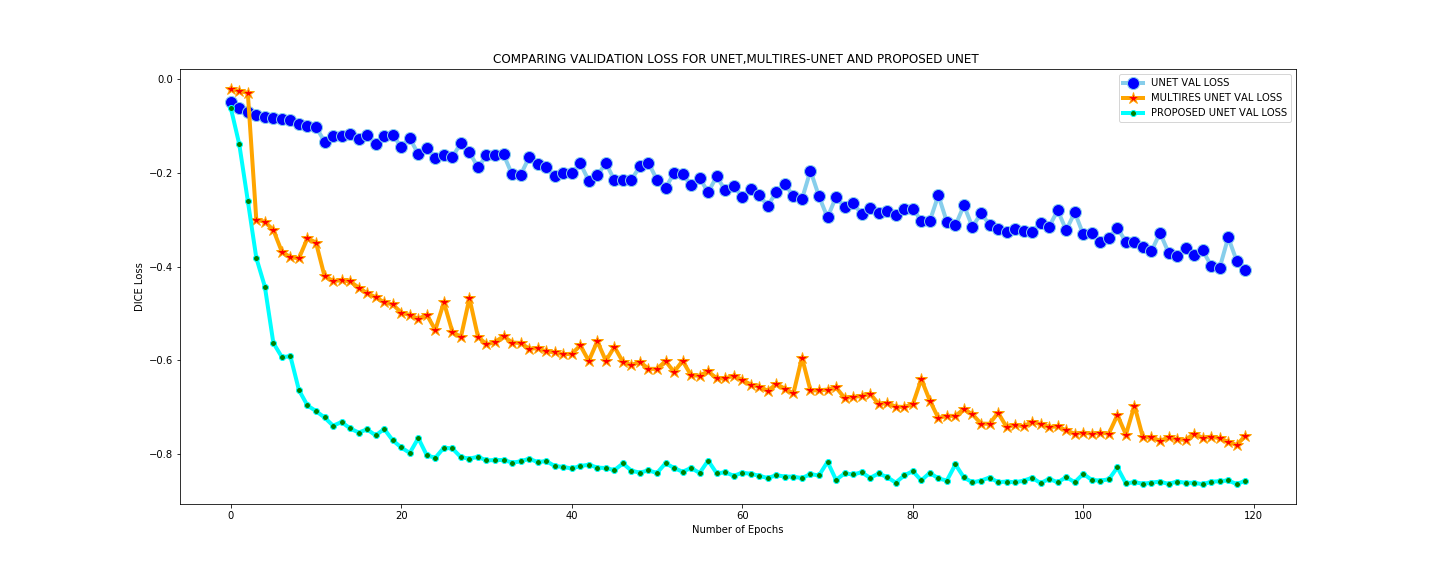 COMPARING VALIDATION LOSS FOR UNET,MULTIRES-UNET AND PROPOSED UNET
UNET VAL LOSS
MULTIRES UNET VAL LOSS
PROPOSED UNET VAL LOSS
DICE Loss
0.0
−0.2
−0.4
−0.6
−0.8
0 20 40 60 80 100 120
Number of Epochs